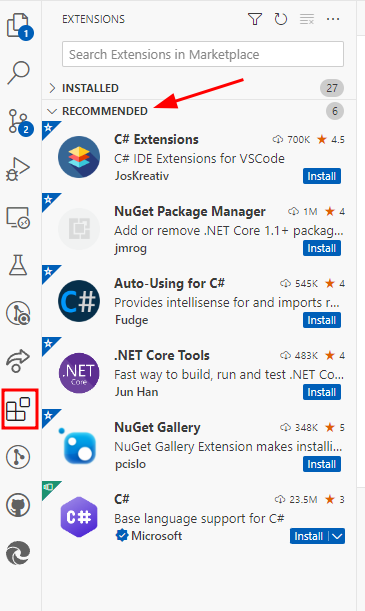 EXTENSIONS
1
Search Extensions in Marketplace
INSTALLED 27
RECOMMENDED 6
2
C# Extensions 700K ★ 4.5
C# IDE Extensions for VSCode
JosKreativ Install
NuGet Package Manager 1M ★ 4
Add or remove .NET Core 1.1+ packag...
jmrog Install
C# Auto-Using for C# 545K ★ 4
Provides intellisense for and imports r...
Fudge Install
.NET Core .NET Core Tools 483K ★ 4
Fast way to build, run and test .NET Co...
Jun Han Install
NuGet Gallery 348K ★ 5
NuGet Gallery Extension makes installi...
pcislo Install
C# C# 23.5M ★ 3
Base language support for C#
Microsoft Install